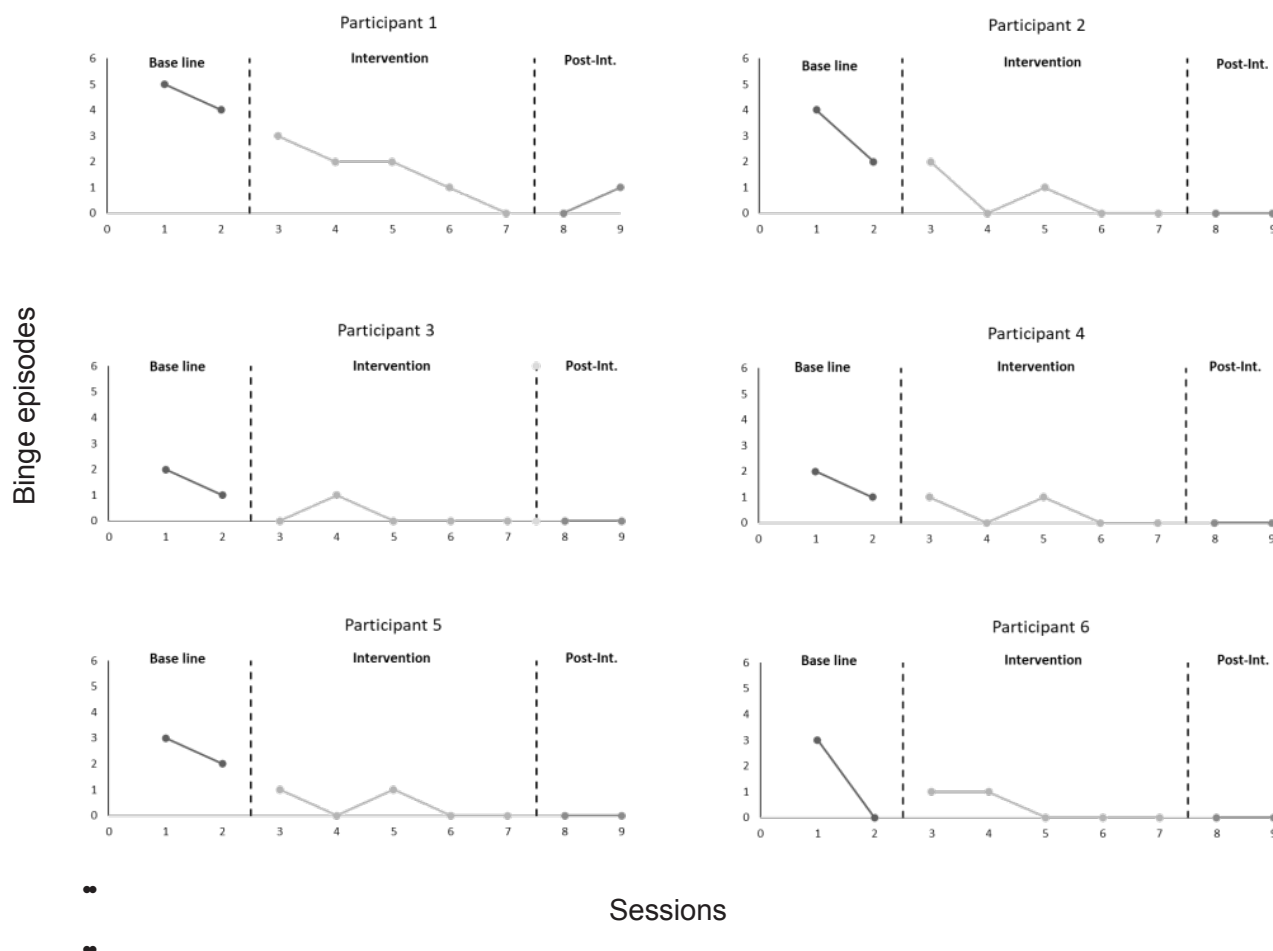 Participant 1
Participant 2
Base line Intervention Post-Int.
Base line Intervention Post-Int.
6
5
4
3
2
1
0
0 1 2 3 4 5 6 7 8 9
6
5
4
3
2
1
0
0 1 2 3 4 5 6 7 8 9
Binge episodes
Participant 3
Participant 4
Base line Intervention Post-Int.
Base line Intervention Post-Int.
6
5
4
3
2
1
0
0 1 2 3 4 5 6 7 8 9
6
5
4
3
2
1
0
0 1 2 3 4 5 6 7 8 9
Participant 5
Participant 6
Base line Intervention Post-Int.
Base line Intervention Post-Int.
6
5
4
3
2
1
0
0 1 2 3 4 5 6 7 8 9
6
5
4
3
2
1
0
0 1 2 3 4 5 6 7 8 9
Sessions